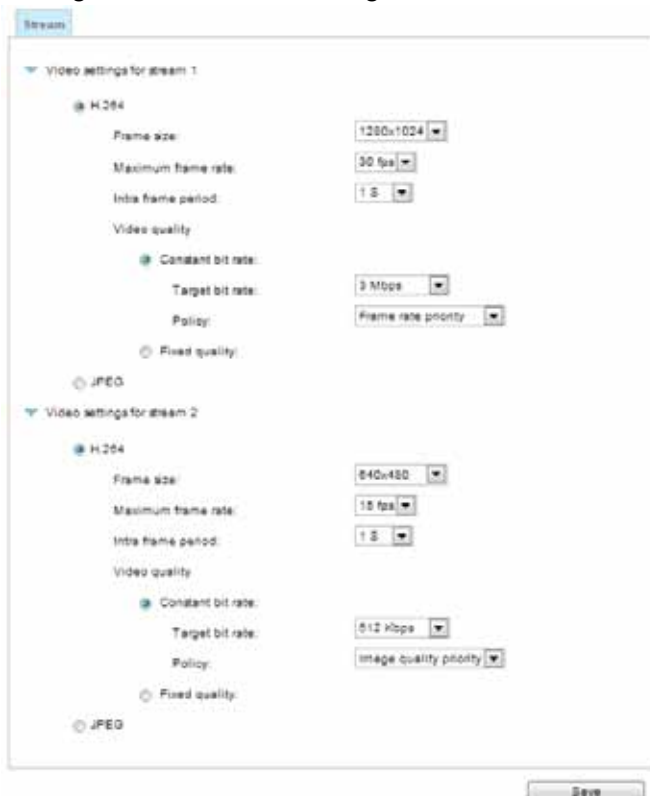 Stream
Video settings for stream 1
H.264
Frame size: 1280x1024
Maximum frame rate: 30 fps
Intra frame period: 1 S
Video quality
Constant bit rate:
Target bit rate: 3 Mbps
Policy: Frame rate priority
Fixed quality:
JPEG
Video settings for stream 2
H.264
Frame size: 640x480
Maximum frame rate: 15 fps
Intra frame period: 1 S
Video quality
Constant bit rate:
Target bit rate: 512 Kbps
Policy: Image quality priority
Fixed quality:
JPEG
Save